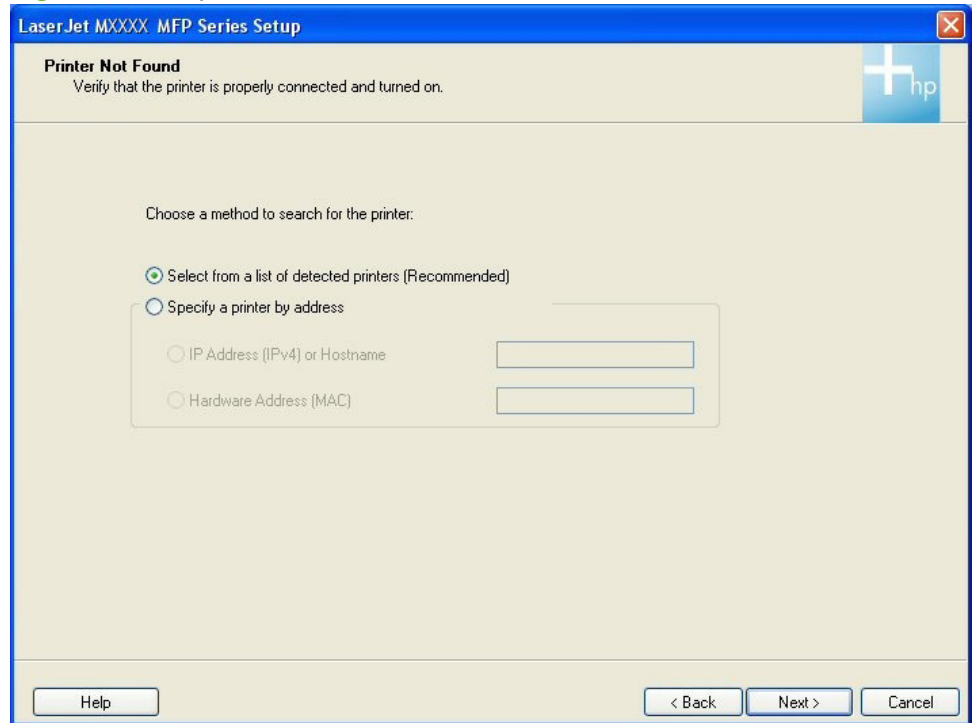 LaserJet MXXXX MFP Series Setup
Printer Not Found
Verify that the printer is properly connected and turned on.
hp
Choose a method to search for the printer:
Select from a list of detected printers (Recommended)
Specify a printer by address
IP Address (IPv4) or Hostname
Hardware Address (MAC)
Help
< Back
Next >
Cancel